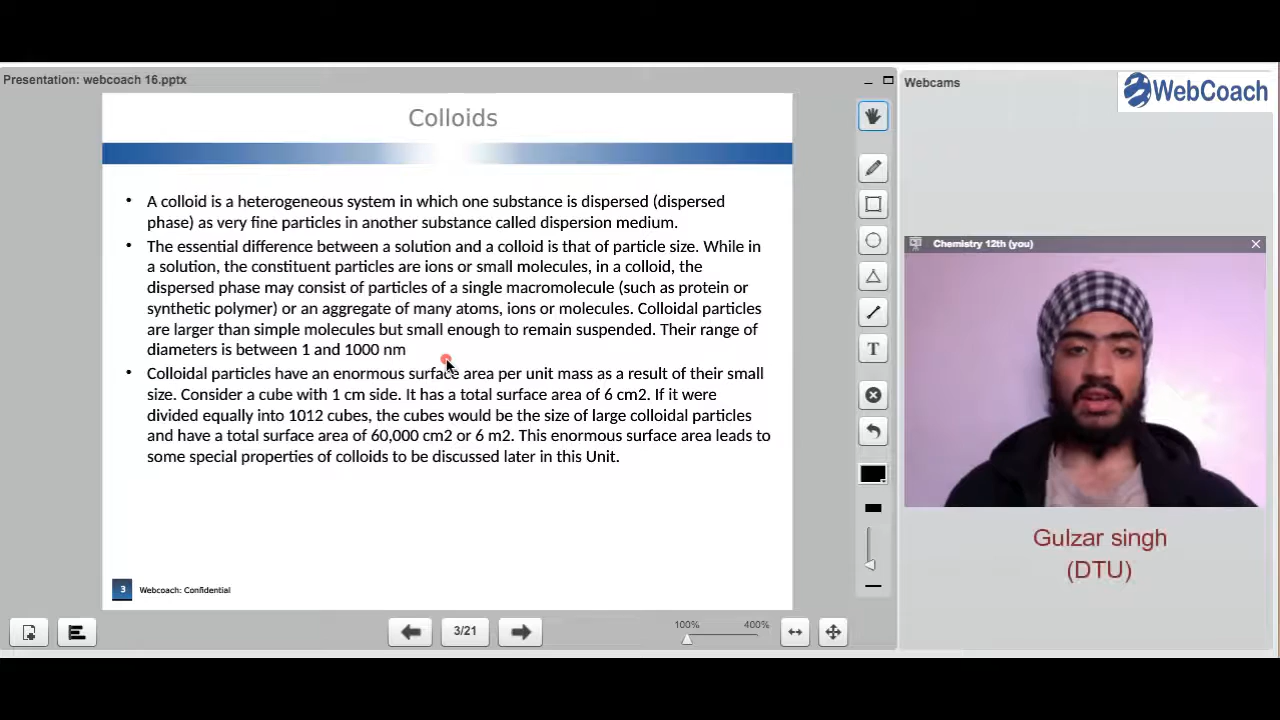 Presentation: webcoach 16.pptx
Webcams
WebCoach
Colloids
• A colloid is a heterogeneous system in which one substance is dispersed (dispersed
phase) as very fine particles in another substance called dispersion medium.
• The essential difference between a solution and a colloid is that of particle size. While in
a solution, the constituent particles are ions or small molecules, in a colloid, the
dispersed phase may consist of particles of a single macromolecule (such as protein or
synthetic polymer) or an aggregate of many atoms, ions or molecules. Colloidal particles
are larger than simple molecules but small enough to remain suspended. Their range of
diameters is between 1 and 1000 nm
• Colloidal particles have an enormous surface area per unit mass as a result of their small
size. Consider a cube with 1 cm side. It has a total surface area of 6 cm2. If it were
divided equally into 1012 cubes, the cubes would be the size of large colloidal particles
and have a total surface area of 60,000 cm2 or 6 m2. This enormous surface area leads to
some special properties of colloids to be discussed later in this Unit.
3 Webcoach: Confidential
T
Chemistry 12th (you)
Gulzar singh
(DTU)
3/21
100% 400%